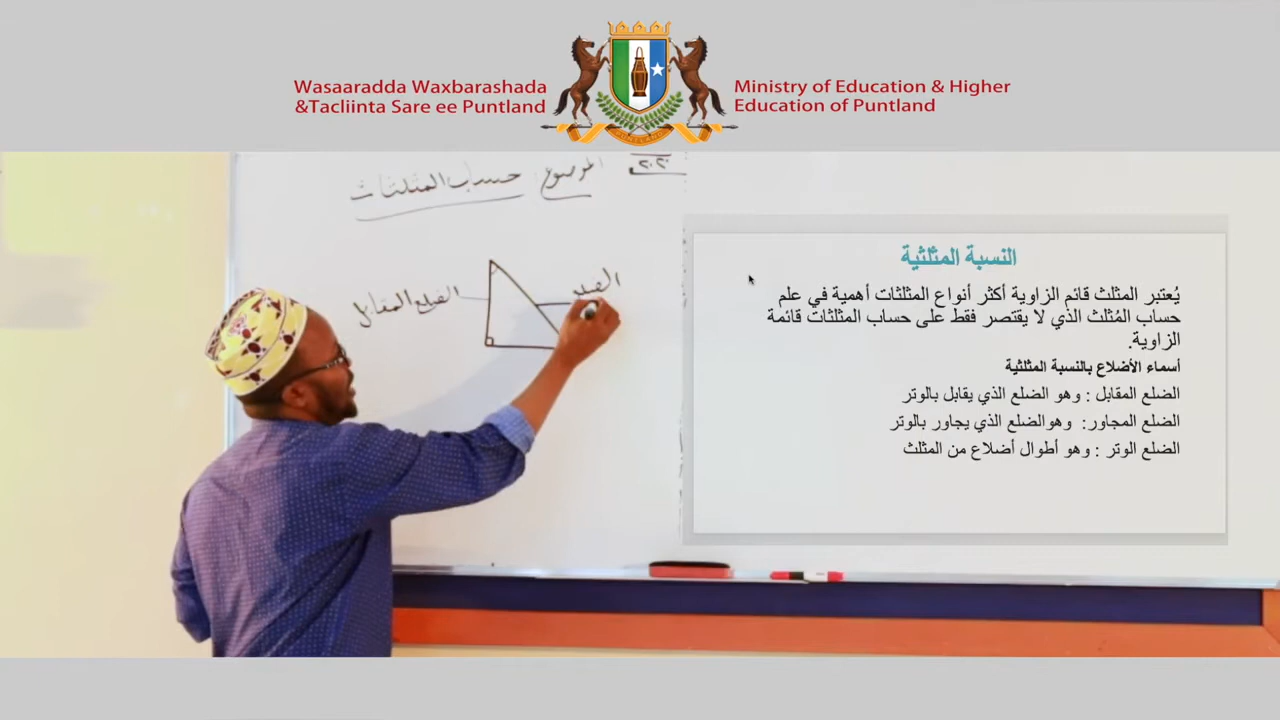 Wasaaradda Waxbarashada
&Tacliinta Sare ee Puntland
Ministry of Education & Higher
Education of Puntland
٢٠٢٠
الموضوع حساب المثلثات
الضلع المقابل
الضلع
النسبة المثلثية
يُعتبر المثلث قائم الزاوية أكثر أنواع المثلثات أهمية في علم
حساب المُثلث الذي لا يقتصر فقط على حساب المثلثات قائمة
الزاوية.
أسماء الأضلاع بالنسبة المثلثية
الضلع المقابل : وهو الضلع الذي يقابل بالوتر
الضلع المجاور: وهوالضلع الذي يجاور بالوتر
الضلع الوتر : وهو أطوال أضلاع من المثلث